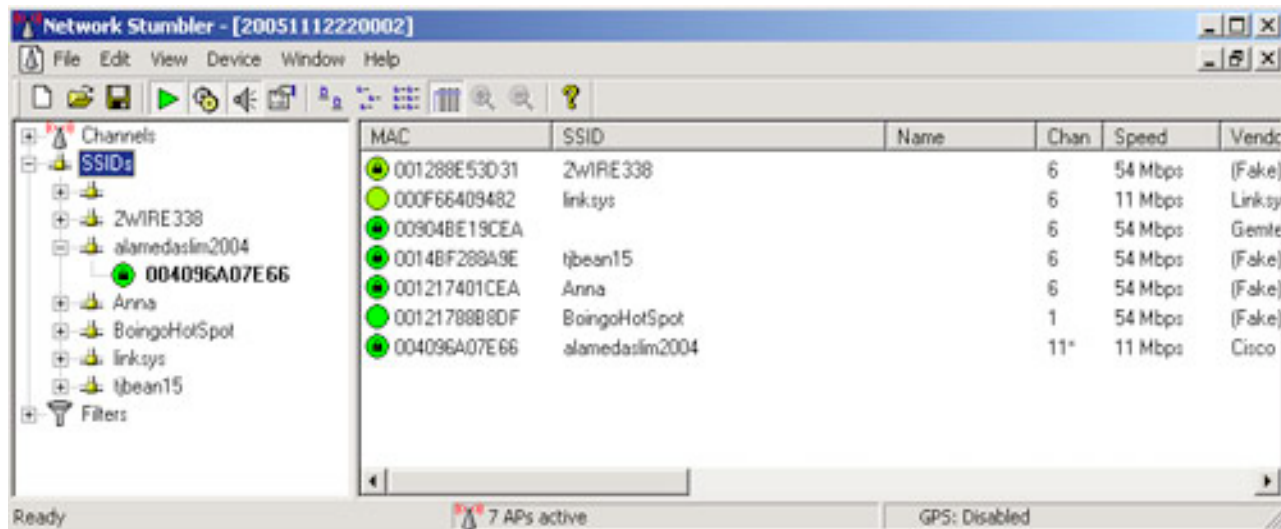 Network Stumbler - [20051112220002]
File Edit View Device Window Help
Channels
SSIDs
2WIRE338
alamedaslim2004
004096A07E66
Anna
BoingoHotSpot
linksys
tjbean15
Filters
MAC SSID Name Chan Speed Vendo
001288E53D31 2WIRE338 6 54 Mbps (Fake)
000F66409482 linksys 6 11 Mbps Linksy
00904BE19CEA 6 54 Mbps Gemte
0014BF288A9E tjbean15 6 54 Mbps (Fake)
001217401CEA Anna 6 54 Mbps (Fake)
00121788B8DF BoingoHotSpot 1 54 Mbps (Fake)
004096A07E66 alamedaslim2004 11* 11 Mbps Cisco
Ready 7 APs active GPS: Disabled